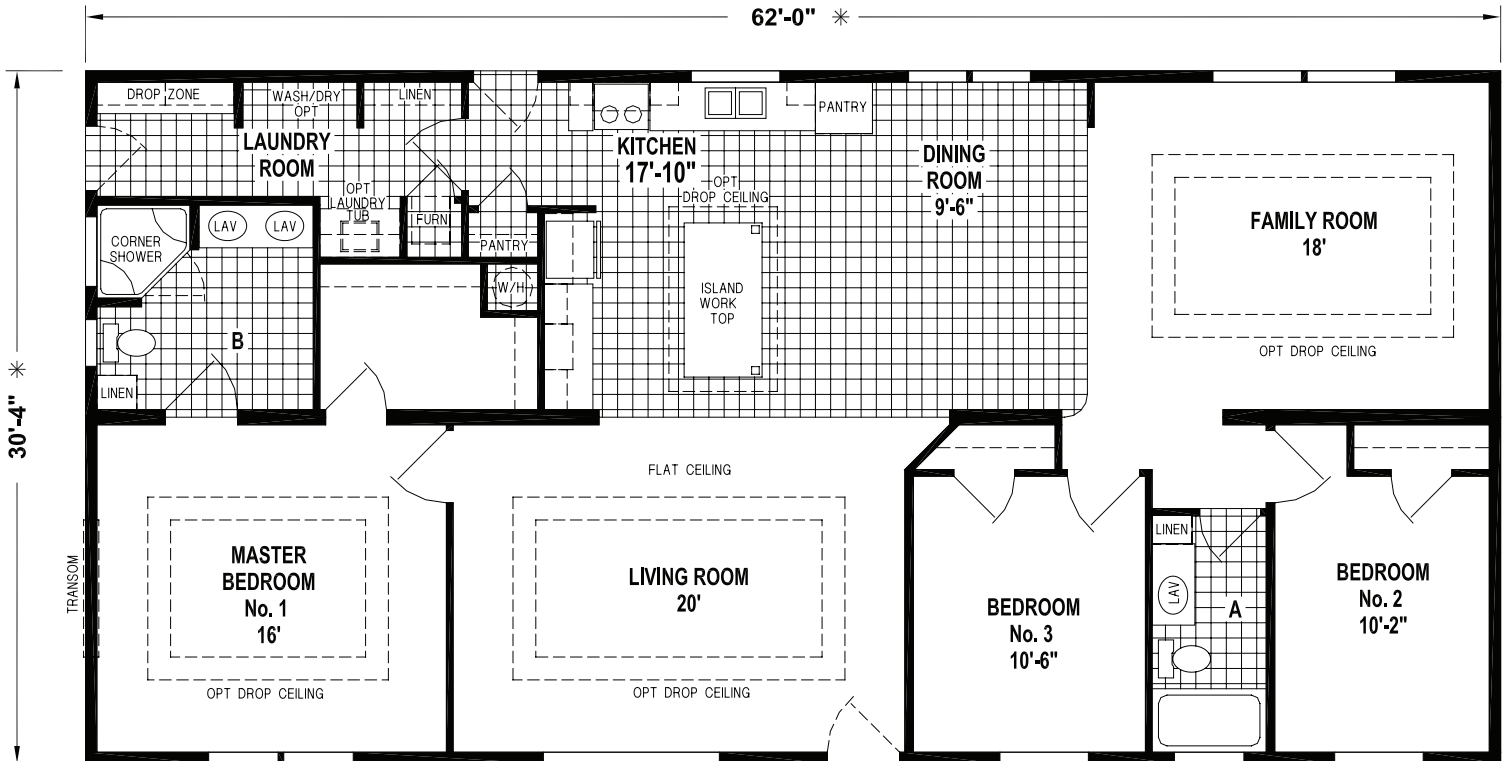 62'-0" ✳
30'-4" ✳
DROP ZONE
WASH/DRY
OPT
LINEN
LAUNDRY
ROOM
OPT
LAUNDRY
TUB
FURN
PANTRY
W/H
CORNER
SHOWER
LAV
LAV
B
LINEN
KITCHEN
17'-10"
PANTRY
OPT
DROP CEILING
ISLAND
WORK
TOP
DINING
ROOM
9'-6"
FAMILY ROOM
18'
OPT DROP CEILING
TRANSOM
MASTER
BEDROOM
No. 1
16'
OPT DROP CEILING
FLAT CEILING
LIVING ROOM
20'
OPT DROP CEILING
BEDROOM
No. 3
10'-6"
LINEN
LAV
A
BEDROOM
No. 2
10'-2"